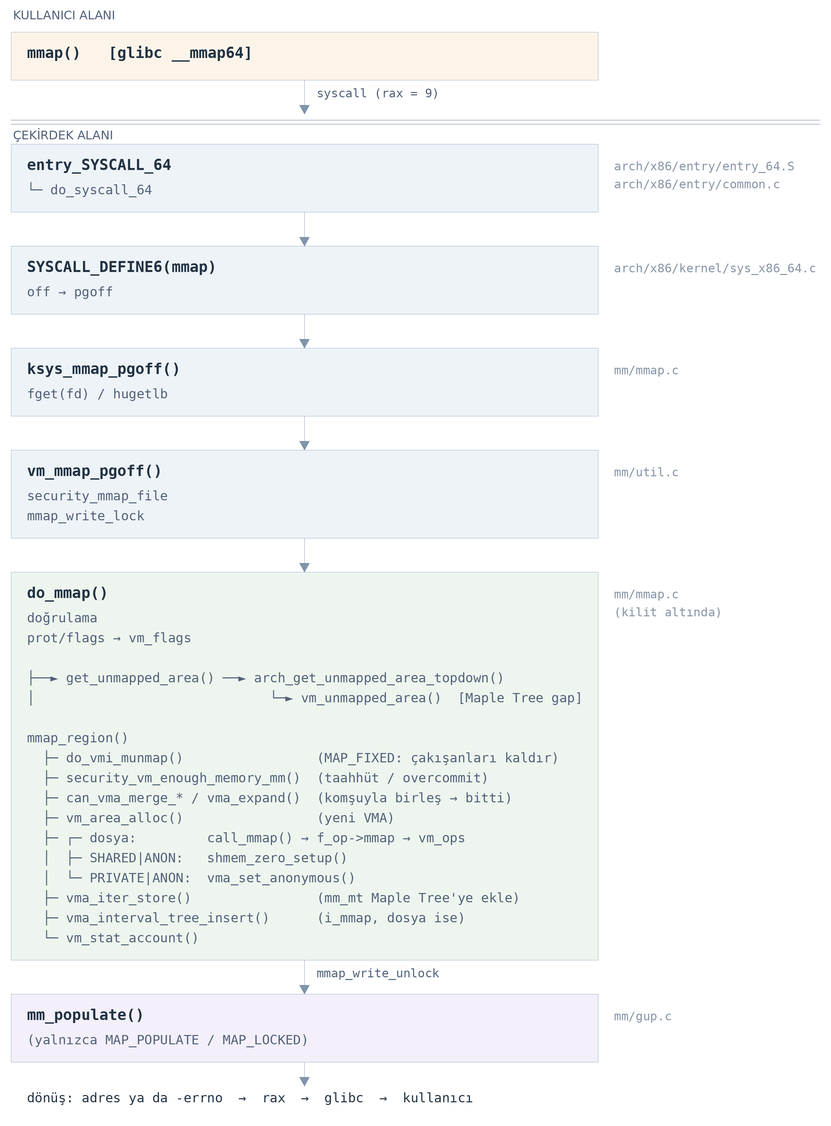 KULLANICI ALANI
mmap()   [glibc __mmap64]
syscall (rax = 9)
ÇEKİRDEK ALANI
entry_SYSCALL_64
arch/x86/entry/entry_64.S
└─ do_syscall_64
arch/x86/entry/common.c
SYSCALL_DEFINE6(mmap)
arch/x86/kernel/sys_x86_64.c
off → pgoff
ksys_mmap_pgoff()
mm/mmap.c
fget(fd) / hugetlb
vm_mmap_pgoff()
mm/util.c
security_mmap_file
mmap_write_lock
do_mmap()
mm/mmap.c
(kilit altında)
doğrulama
prot/flags → vm_flags
├──► get_unmapped_area() ──► arch_get_unmapped_area_topdown()
│                              └─► vm_unmapped_area()  [Maple Tree gap]
mmap_region()
  ├─ do_vmi_munmap()                 (MAP_FIXED: çakışanları kaldır)
  ├─ security_vm_enough_memory_mm()  (taahhüt / overcommit)
  ├─ can_vma_merge_* / vma_expand()  (komşuyla birleş → bitti)
  ├─ vm_area_alloc()                 (yeni VMA)
  ├─ ┌─ dosya:         call_mmap() → f_op->mmap → vm_ops
  │  ├─ SHARED|ANON:   shmem_zero_setup()
  │  └─ PRIVATE|ANON:  vma_set_anonymous()
  ├─ vma_iter_store()                (mm_mt Maple Tree'ye ekle)
  ├─ vma_interval_tree_insert()      (i_mmap, dosya ise)
  └─ vm_stat_account()
mmap_write_unlock
mm_populate()
mm/gup.c
(yalnızca MAP_POPULATE / MAP_LOCKED)
dönüş: adres ya da -errno  →  rax  →  glibc  →  kullanıcı